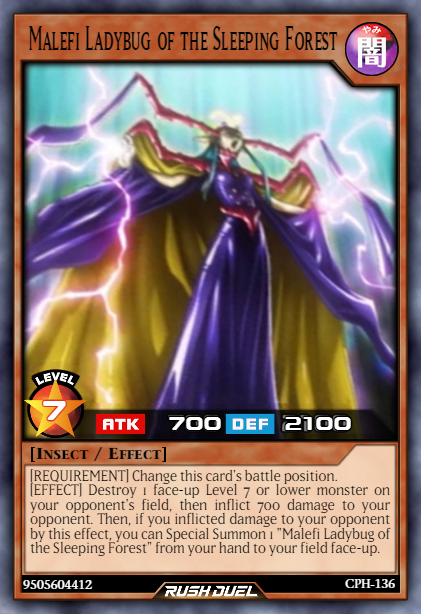 Malefi Ladybug of the Sleeping Forest
やみ
闇
LEVEL
7
ATK 700 DEF 2100
[Insect / Effect]
[REQUIREMENT] Change this card's battle position.
[EFFECT] Destroy 1 face-up Level 7 or lower monster on
your opponent's field, then inflict 700 damage to your
opponent. Then, if you inflicted damage to your opponent
by this effect, you can Special Summon 1 "Malefi Ladybug of
the Sleeping Forest" from your hand to your field face-up.
9505604412
RUSH DUEL
CPH-136